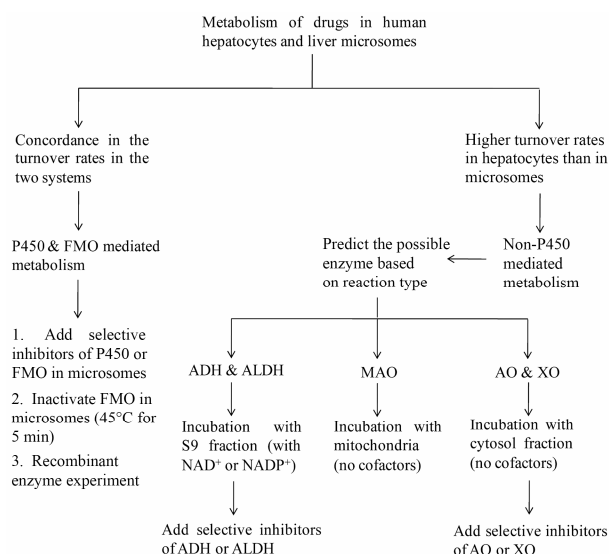 Metabolism of drugs in human
hepatocytes and liver microsomes
Concordance in the
turnover rates in the
two systems
Higher turnover rates
in hepatocytes than in
microsomes
P450 & FMO mediated
metabolism
Predict the possible
enzyme based
on reaction type
Non-P450
mediated
metabolism
1. Add selective
inhibitors of P450 or
FMO in microsomes
2. Inactivate FMO in
microsomes (45°C for
5 min)
3. Recombinant
enzyme experiment
ADH & ALDH
MAO
AO & XO
Incubation with
S9 fraction (with
NAD⁺ or NADP⁺)
Incubation with
mitochondria
(no cofactors)
Incubation with
cytosol fraction
(no cofactors)
Add selective inhibitors
of ADH or ALDH
Add selective inhibitors
of AO or XO